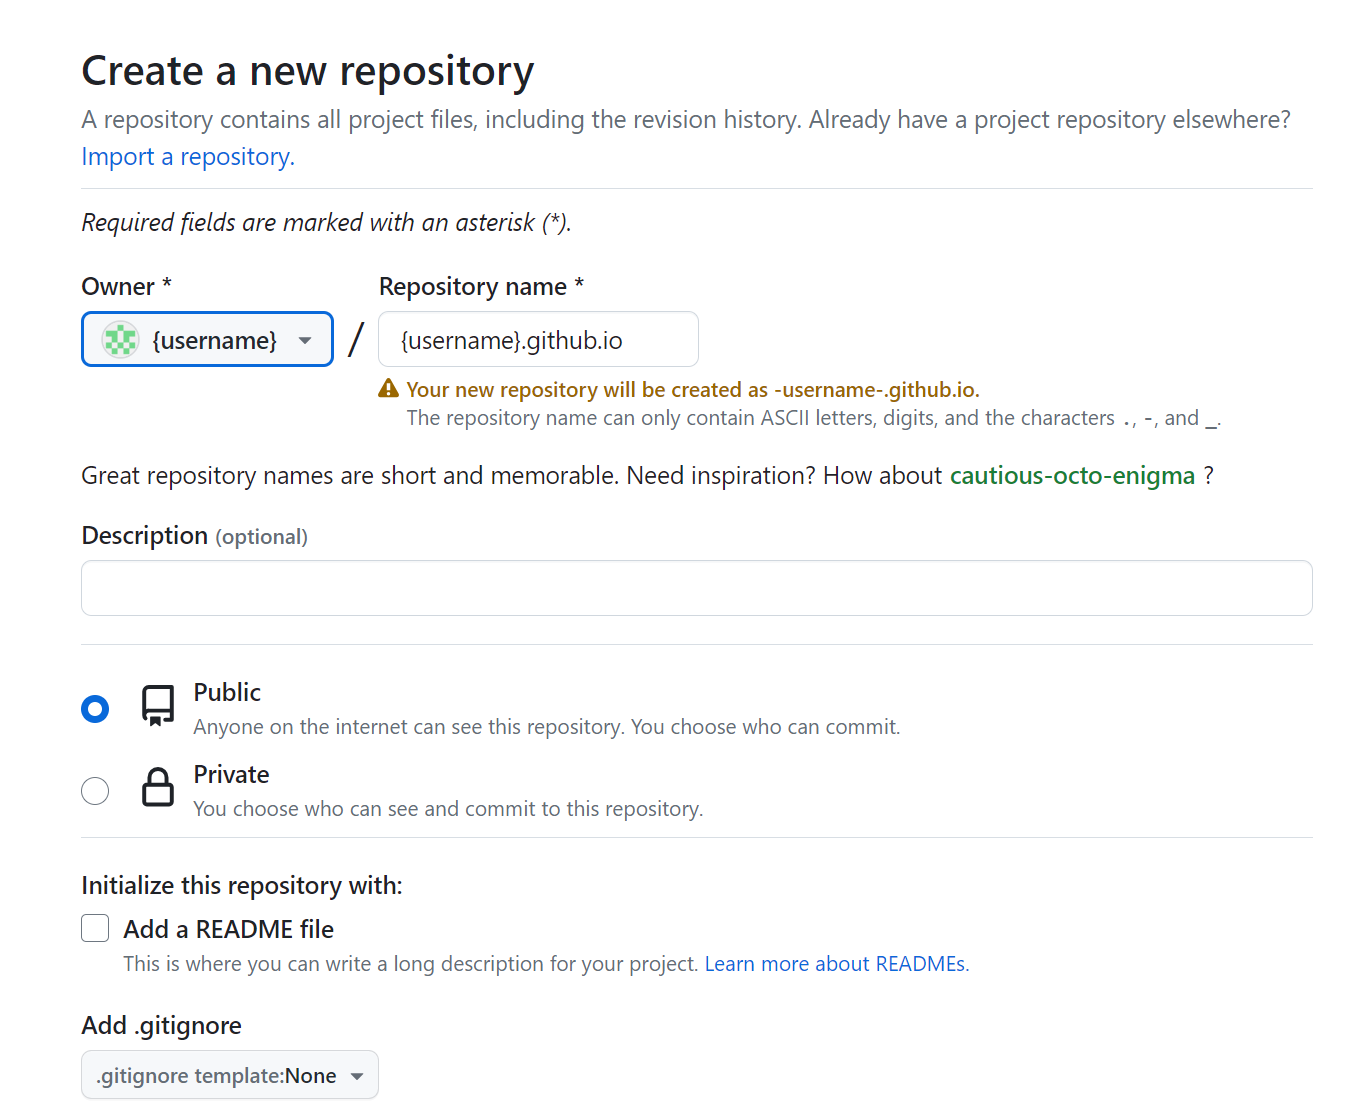 Create a new repository
A repository contains all project files, including the revision history. Already have a project repository elsewhere?
Import a repository.
Required fields are marked with an asterisk (*).
Owner * Repository name *
{username} / {username}.github.io
Your new repository will be created as -username-.github.io.
The repository name can only contain ASCII letters, digits, and the characters ., -, and _.
Great repository names are short and memorable. Need inspiration? How about cautious-octo-enigma ?
Description (optional)
Public
Anyone on the internet can see this repository. You choose who can commit.
Private
You choose who can see and commit to this repository.
Initialize this repository with:
Add a README file
This is where you can write a long description for your project. Learn more about READMEs.
Add .gitignore
.gitignore template:None